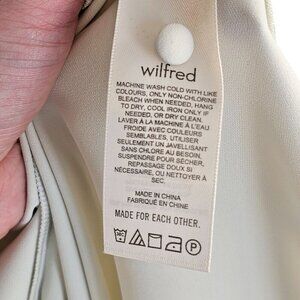 wilfred
MACHINE WASH COLD WITH LIKE
COLOURS, ONLY NON-CHLORINE
BLEACH WHEN NEEDED, HANG
TO DRY, COOL IRON ONLY IF
NEEDED, OR DRY CLEAN.
LAVER À LA MACHINE À L'EAU
FROIDE AVEC COULEURS
SEMBLABLES, UTILISER
SEULEMENT UN JAVELLISANT
SANS CHLORE AU BESOIN,
SUSPENDRE POUR SÉCHER,
REPASSAGE DOUX SI
NÉCESSAIRE, OU NETTOYER À
SEC.
MADE IN CHINA
FABRIQUÉ EN CHINE
MADE FOR EACH OTHER.
P